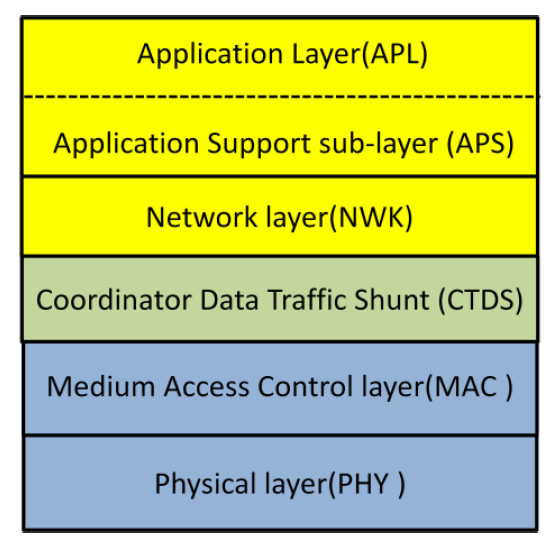 Application Layer(APL)
Application Support sub-layer (APS)
Network layer(NWK)
Coordinator Data Traffic Shunt (CTDS)
Medium Access Control layer(MAC )
Physical layer(PHY )